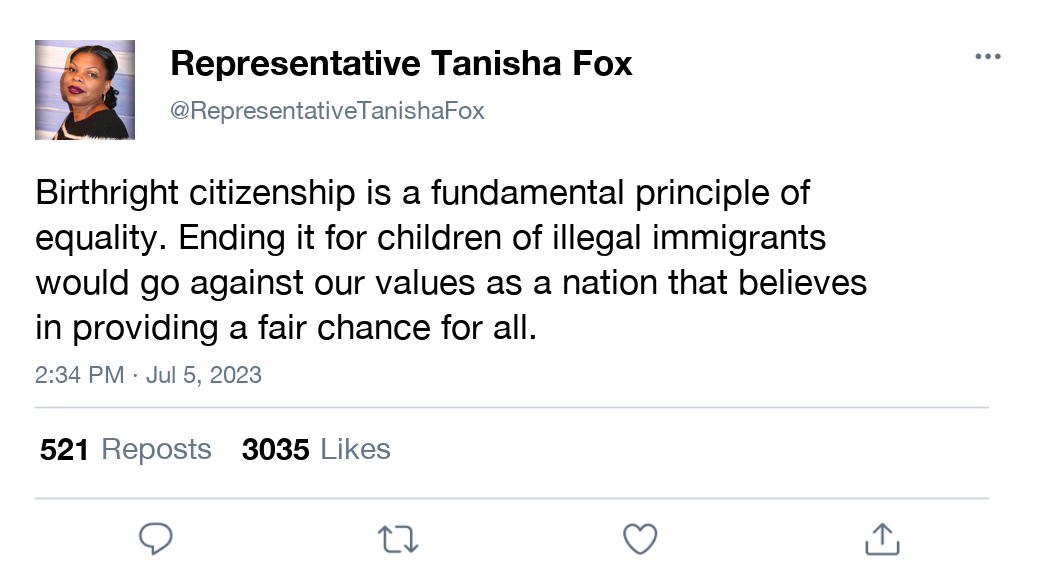 Representative Tanisha Fox
@RepresentativeTanishaFox
Birthright citizenship is a fundamental principle of
equality. Ending it for children of illegal immigrants
would go against our values as a nation that believes
in providing a fair chance for all.
2:34 PM · Jul 5, 2023
521 Reposts 3035 Likes